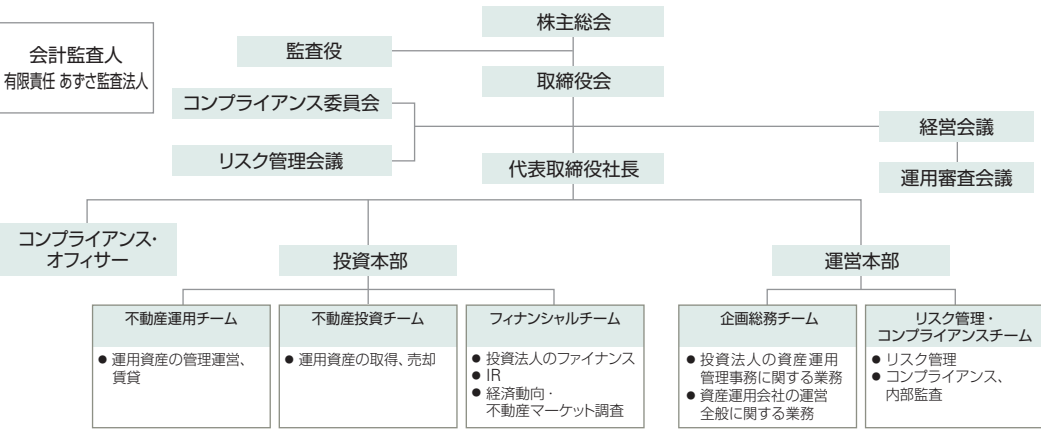 株主総会
会計監査人
有限責任 あずさ監査法人
監査役
取締役会
コンプライアンス委員会
経営会議
リスク管理会議
代表取締役社長
運用審査会議
コンプライアンス・
オフィサー
投資本部
運営本部
不動産運用チーム
● 運用資産の管理運営、
賃貸
不動産投資チーム
● 運用資産の取得、売却
フィナンシャルチーム
● 投資法人のファイナンス
● IR
● 経済動向・
不動産マーケット調査
企画総務チーム
● 投資法人の資産運用
管理事務に関する業務
● 資産運用会社の運営
全般に関する業務
リスク管理・
コンプライアンスチーム
● リスク管理
● コンプライアンス、
内部監査